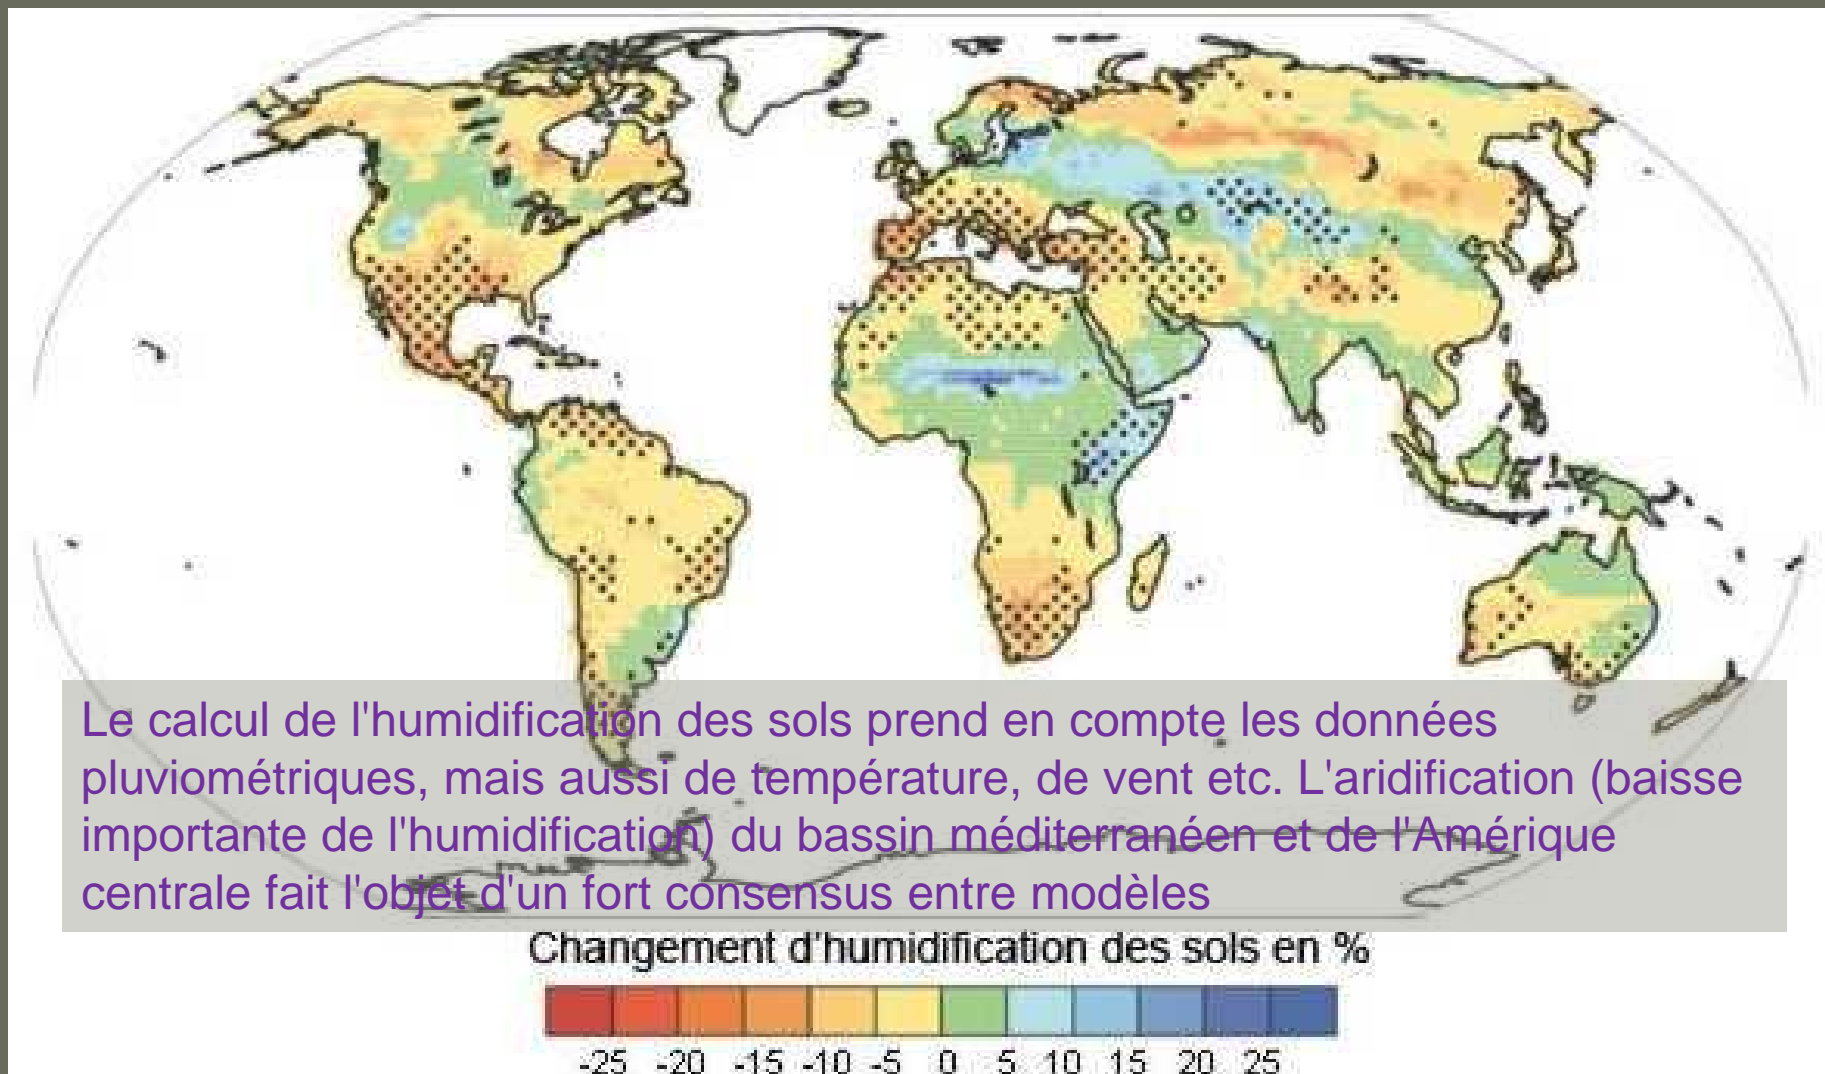 Le calcul de l'humidification des sols prend en compte les données
pluviométriques, mais aussi de température, de vent etc. L'aridification (baisse
importante de l'humidification) du bassin méditerranéen et de l'Amérique
centrale fait l'objet d'un fort consensus entre modèles
Changement d'humidification des sols en %
-25 -20 -15 -10 -5 0 5 10 15 20 25